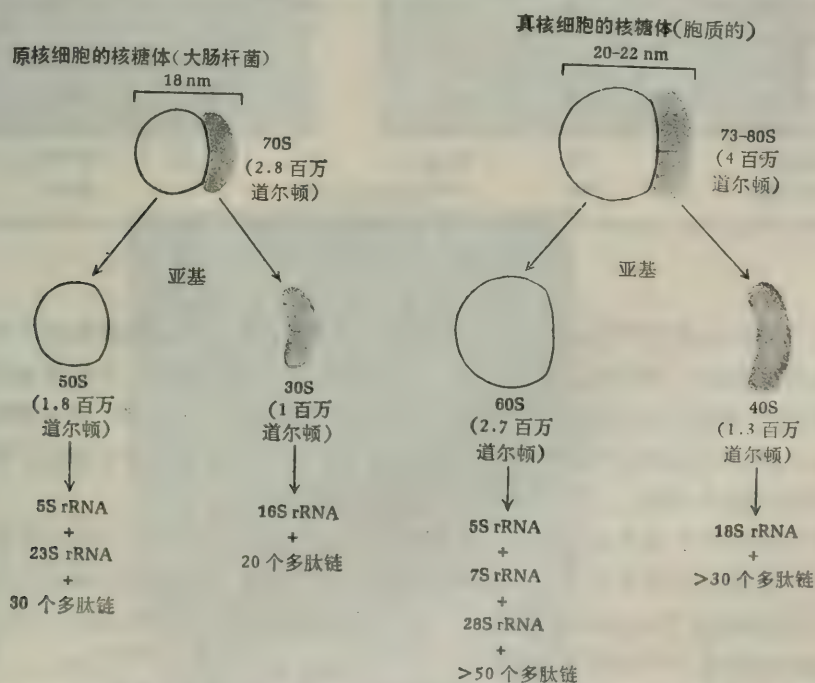 原核细胞的核糖体(大肠杆菌)
18 nm
70S
(2.8 百万
道尔顿)
亚基
50S
(1.8 百万
道尔顿)
30S
(1 百万
道尔顿)
5S rRNA
+
23S rRNA
+
30 个多肽链
16S rRNA
+
20 个多肽链
真核细胞的核糖体(胞质的)
20-22 nm
73-80S
(4 百万
道尔顿)
亚基
60S
(2.7 百万
道尔顿)
40S
(1.3 百万
道尔顿)
5S rRNA
+
7S rRNA
+
28S rRNA
+
>50 个多肽链
18S rRNA
+
>30 个多肽链